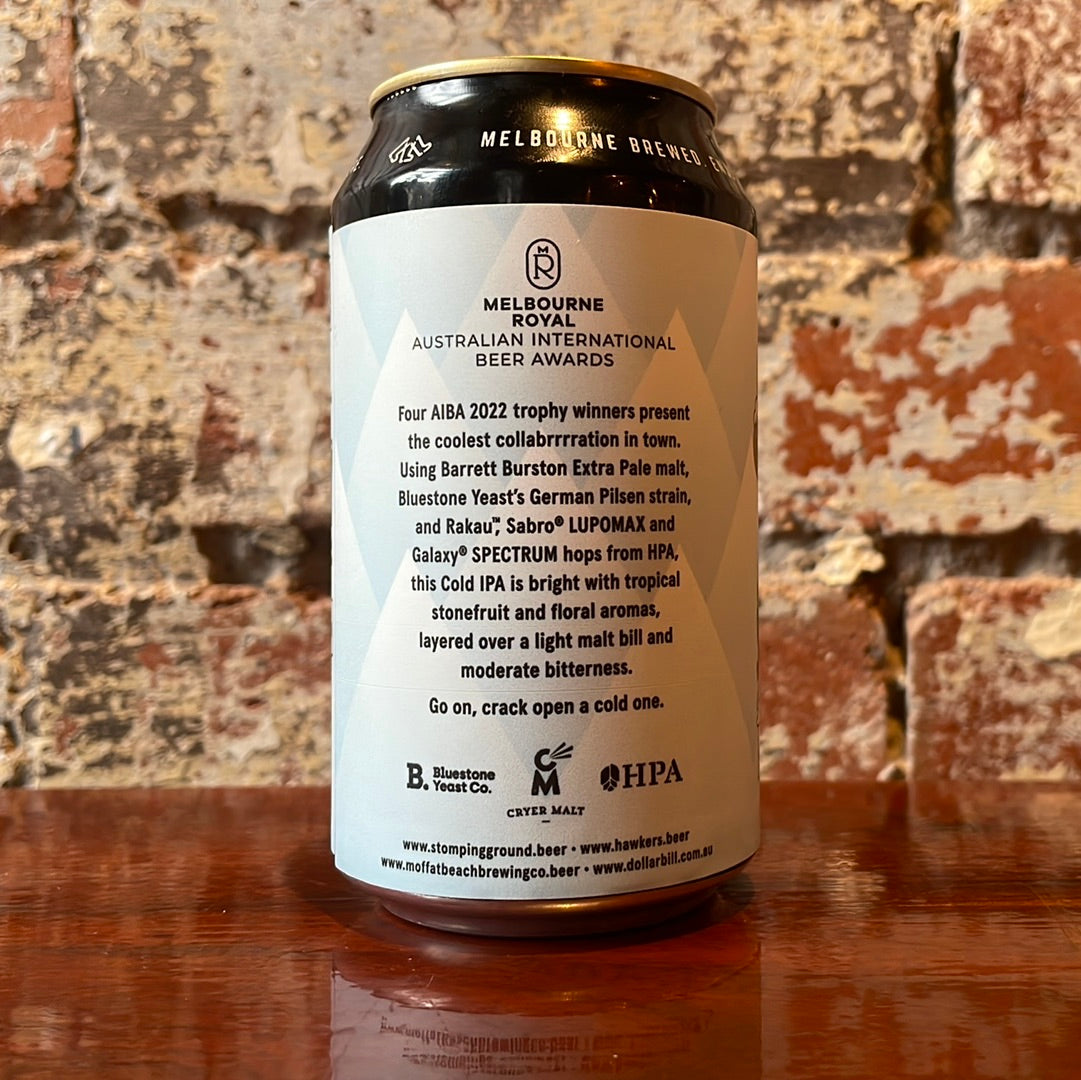 MELBOURNE BREWED.
M
R
MELBOURNE
ROYAL
AUSTRALIAN INTERNATIONAL
BEER AWARDS
Four AIBA 2022 trophy winners present
the coolest collabrrrration in town.
Using Barrett Burston Extra Pale malt,
Bluestone Yeast's German Pilsen strain,
and Rakau™, Sabro® LUPOMAX and
Galaxy® SPECTRUM hops from HPA,
this Cold IPA is bright with tropical
stonefruit and floral aromas,
layered over a light malt bill and
moderate bitterness.
Go on, crack open a cold one.
B. Bluestone
Yeast Co.
CM
CRYER MALT
HPA
www.stompingground.beer • www.hawkers.beer
www.moffatbeachbrewingco.beer • www.dollarbill.com.au